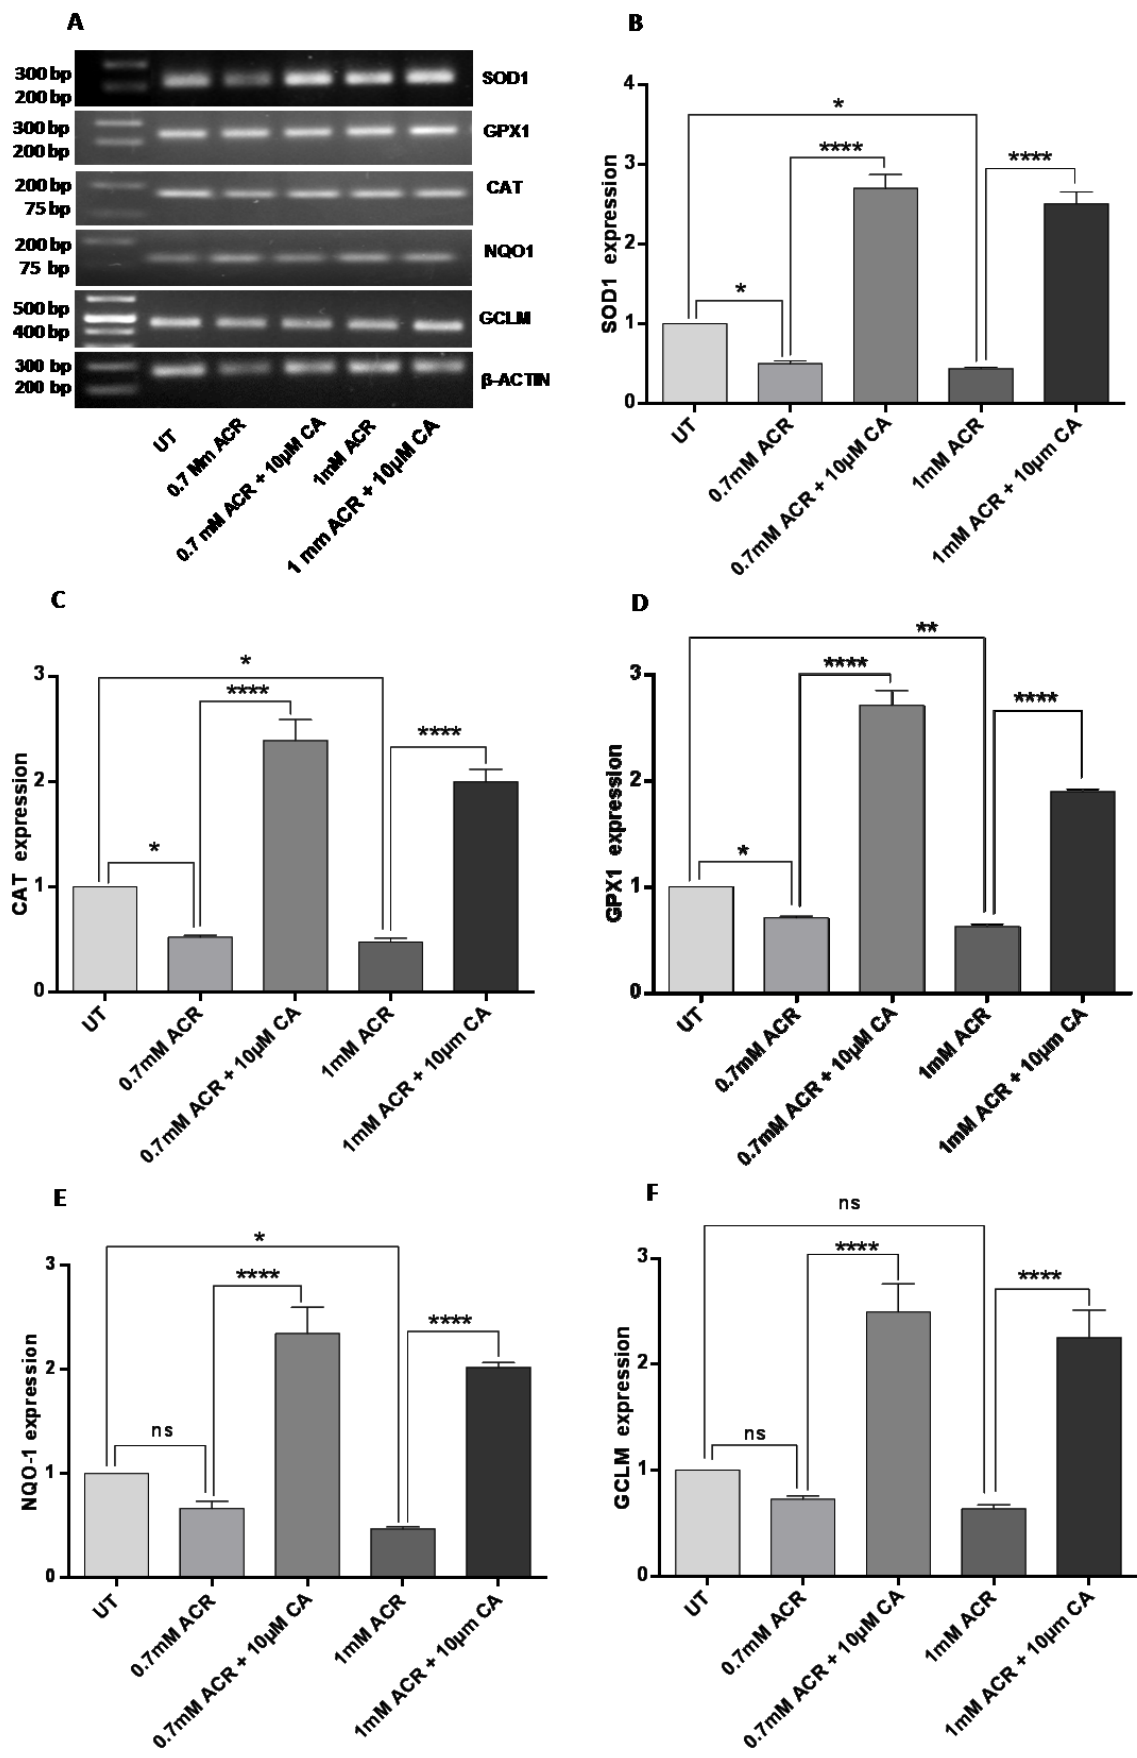 A
300 bp
200 bp
SOD1
300 bp
200 bp
GPX1
200 bp
75 bp
CAT
200 bp
75 bp
NQO1
500 bp
400 bp
GCLM
300 bp
200 bp
β-ACTIN
UT
0.7 Mm ACR
0.7 mM ACR + 10µM CA
1mM ACR
1 mm ACR + 10µM CA
B
SOD1 expression
4
3
2
1
0
*
*
****
****
UT
0.7mM ACR
0.7mM ACR + 10µM CA
1mM ACR
1mM ACR + 10µm CA
C
CAT expression
3
2
1
0
*
*
****
****
UT
0.7mM ACR
0.7mM ACR + 10µM CA
1mM ACR
1mM ACR + 10µm CA
D
GPX1 expression
3
2
1
0
**
*
****
****
UT
0.7mM ACR
0.7mM ACR + 10µM CA
1mM ACR
1mM ACR + 10µm CA
E
NQO-1 expression
3
2
1
0
*
ns
****
****
UT
0.7mM ACR
0.7mM ACR + 10µM CA
1mM ACR
1mM ACR + 10µm CA
F
GCLM expression
3
2
1
0
ns
ns
****
****
UT
0.7mM ACR
0.7mM ACR + 10µM CA
1mM ACR
1mM ACR + 10µm CA